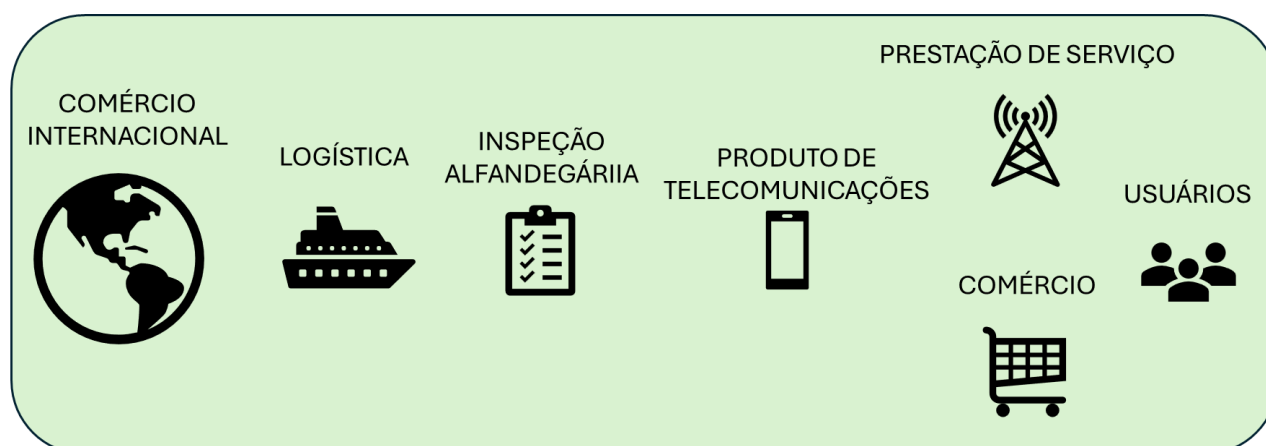 COMÉRCIO
INTERNACIONAL
LOGÍSTICA
INSPEÇÃO
ALFANDEGÁRIIA
PRODUTO DE
TELECOMUNICAÇÕES
PRESTAÇÃO DE SERVIÇO
COMÉRCIO
USUÁRIOS